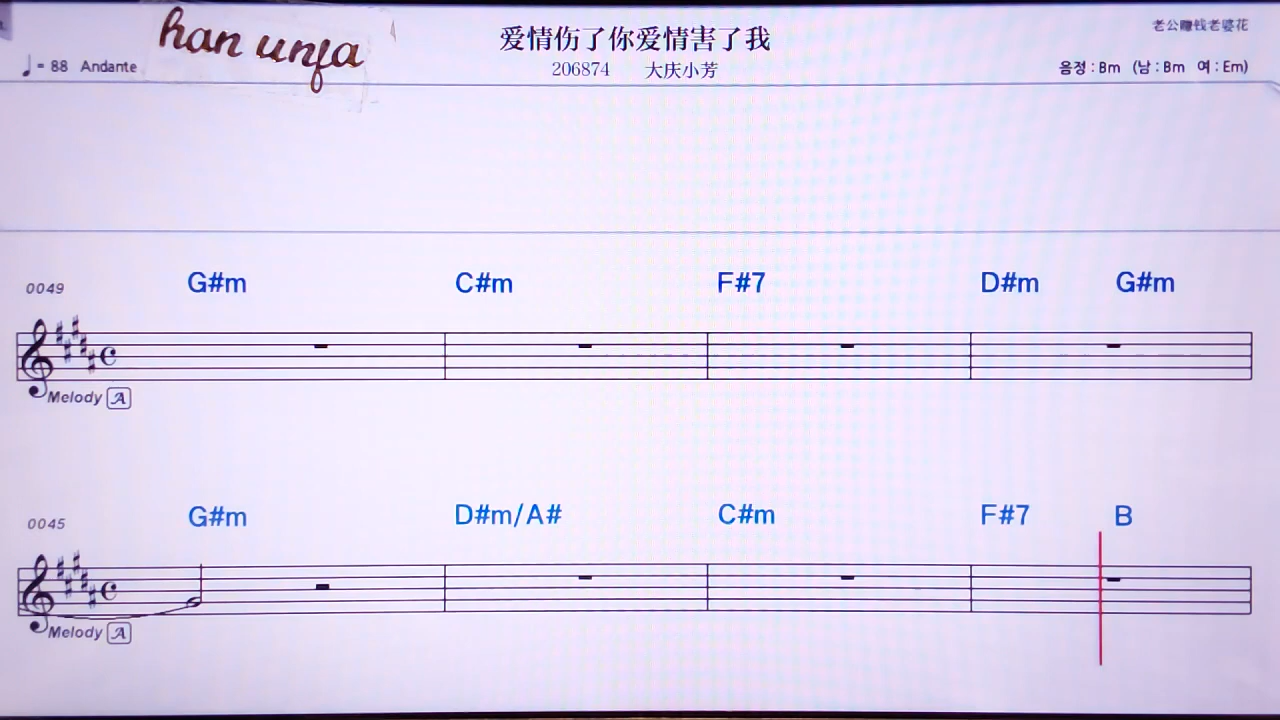 han unfa
爱情伤了你爱情害了我
老公赚钱老婆花
♩= 88 Andante
206874 大庆小芳
음정 : Bm (남 : Bm 여 : Em)
0049 G#m C#m F#7 D#m G#m
Melody A
0045 G#m D#m/A# C#m F#7 B
Melody A